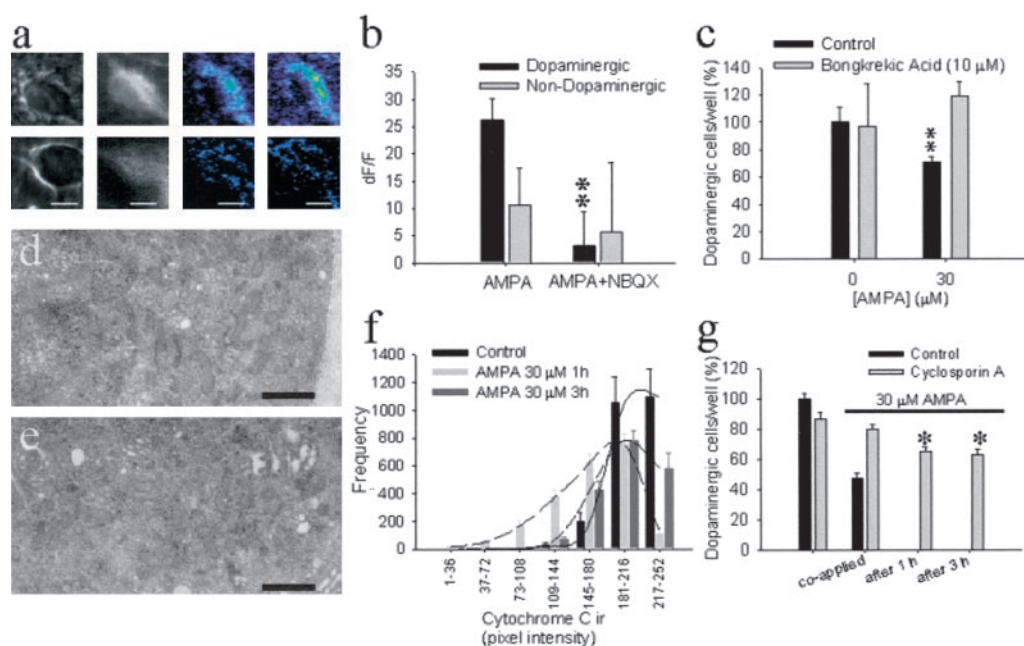 a
b
Dopaminergic
Non-Dopaminergic
35
30
25
20
15
10
5
0
dF/F
**
AMPA
AMPA+NBQX
c
Control
Bongkrekic Acid (10 μM)
140
120
100
80
60
40
20
0
Dopaminergic cells/well (%)
**
0
30
[AMPA] (μM)
d
e
f
Control
AMPA 30 μM 1h
AMPA 30 μM 3h
1400
1200
1000
800
600
400
200
0
Frequency
1-36
37-72
73-108
109-144
145-180
181-216
217-252
Cytochrome C ir
(pixel intensity)
g
Control
Cyclosporin A
30 μM AMPA
120
100
80
60
40
20
0
Dopaminergic cells/well (%)
*
*
co-applied
after 1 h
after 3 h